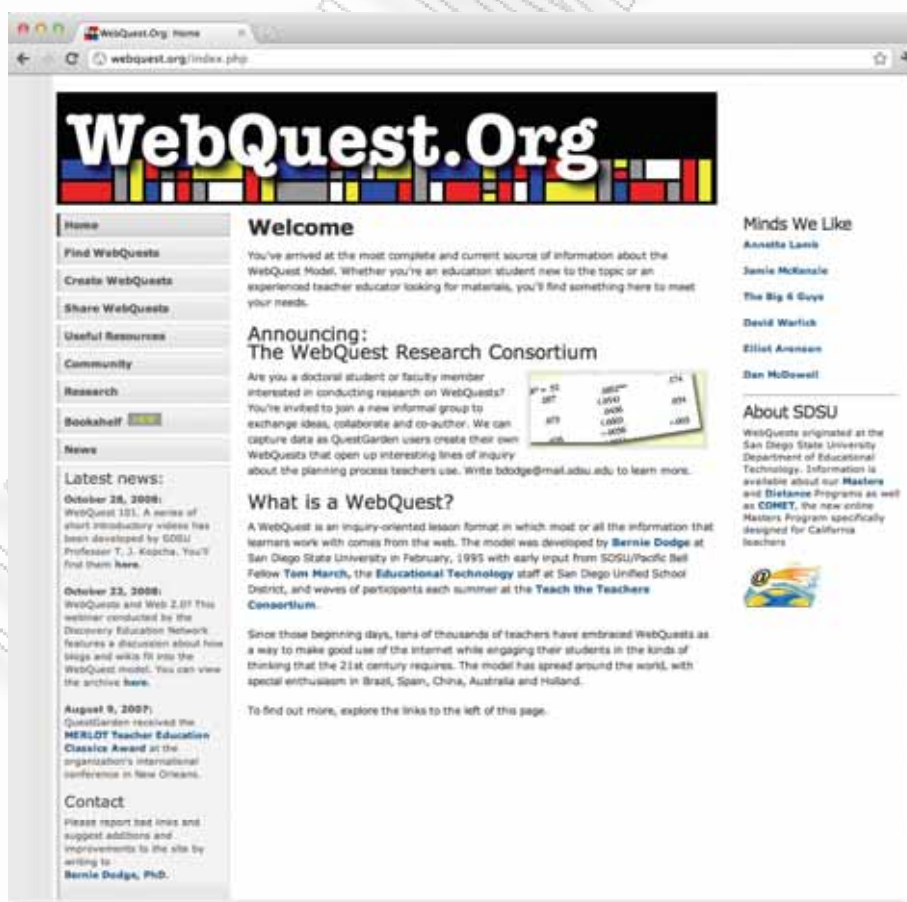 WebQuest.Org: Home
webquest.org/index.php
WebQuest.Org
Home
Find WebQuests
Create WebQuests
Share WebQuests
Useful Resources
Community
Research
Bookshelf
News
Latest news:
October 28, 2008:
WebQuest 101. A series of
short introductory videos has
been developed by SDSU
Professor T. J. Kopcha. You'll
find them here.
October 23, 2008:
WebQuests and Web 2.0? This
webinar conducted by the
Discovery Education Network
features a discussion about how
blogs and wikis fit into the
WebQuest model. You can view
the archive here.
August 9, 2007:
QuestGarden received the
MERLOT Teacher Education
Classics Award at the
organization's international
conference in New Orleans.
Contact
Please report bad links and
suggest additions and
improvements to the site by
writing to
Bernie Dodge, PhD.
Welcome
You've arrived at the most complete and current source of information about the
WebQuest Model. Whether you're an education student new to the topic or an
experienced teacher educator looking for materials, you'll find something here to meet
your needs.
Announcing:
The WebQuest Research Consortium
Are you a doctoral student or faculty member
interested in conducting research on WebQuests?
You're invited to join a new informal group to
exchange ideas, collaborate and co-author. We can
capture data as QuestGarden users create their own
WebQuests that open up interesting lines of inquiry
about the planning process teachers use. Write bdodge@mail.sdsu.edu to learn more.
What is a WebQuest?
A WebQuest is an inquiry-oriented lesson format in which most or all the information that
learners work with comes from the web. The model was developed by Bernie Dodge at
San Diego State University in February, 1995 with early input from SDSU/Pacific Bell
Fellow Tom March, the Educational Technology staff at San Diego Unified School
District, and waves of participants each summer at the Teach the Teachers
Consortium.
Since those beginning days, tens of thousands of teachers have embraced WebQuests as
a way to make good use of the internet while engaging their students in the kinds of
thinking that the 21st century requires. The model has spread around the world, with
special enthusiasm in Brazil, Spain, China, Australia and Holland.
To find out more, explore the links to the left of this page.
Minds We Like
Annette Lamb
Jamie McKenzie
The Big 6 Guys
David Warlick
Elliot Aronson
Dan McDowell
About SDSU
WebQuests originated at the
San Diego State University
Department of Educational
Technology. Information is
available about our Masters
and Distance Programs as well
as COMET, the new online
Masters Program specifically
designed for California
teachers
@